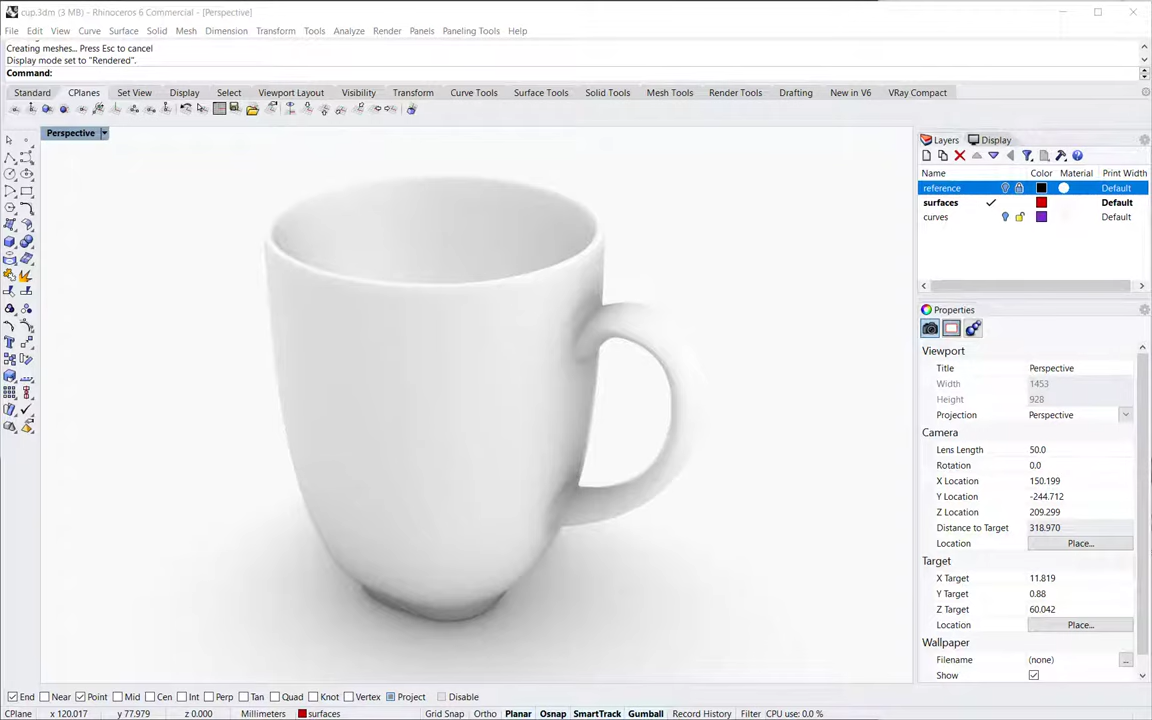 cup.3dm (3 MB) - Rhinoceros 6 Commercial - [Perspective]
File Edit View Curve Surface Solid Mesh Dimension Transform Tools Analyze Render Panels Paneling Tools Help
Creating meshes... Press Esc to cancel
Display mode set to "Rendered".
Command:
Standard CPlanes Set View Display Select Viewport Layout Visibility Transform Curve Tools Surface Tools Solid Tools Mesh Tools Render Tools Drafting New in V6 VRay Compact
Perspective
Layers Display
Name Color Material Print Width
reference Default
surfaces Default
curves Default
Properties
Viewport
Title Perspective
Width 1453
Height 928
Projection Perspective
Camera
Lens Length 50.0
Rotation 0.0
X Location 150.199
Y Location -244.712
Z Location 209.299
Distance to Target 318.970
Location Place...
Target
X Target 11.819
Y Target 0.88
Z Target 60.042
Location Place...
Wallpaper
Filename (none) ...
Show
End Near Point Mid Cen Int Perp Tan Quad Knot Vertex Project Disable
CPlane x 120.017 y 77.979 z 0.000 Millimeters surfaces Grid Snap Ortho Planar Osnap SmartTrack Gumball Record History Filter CPU use: 0.0 %